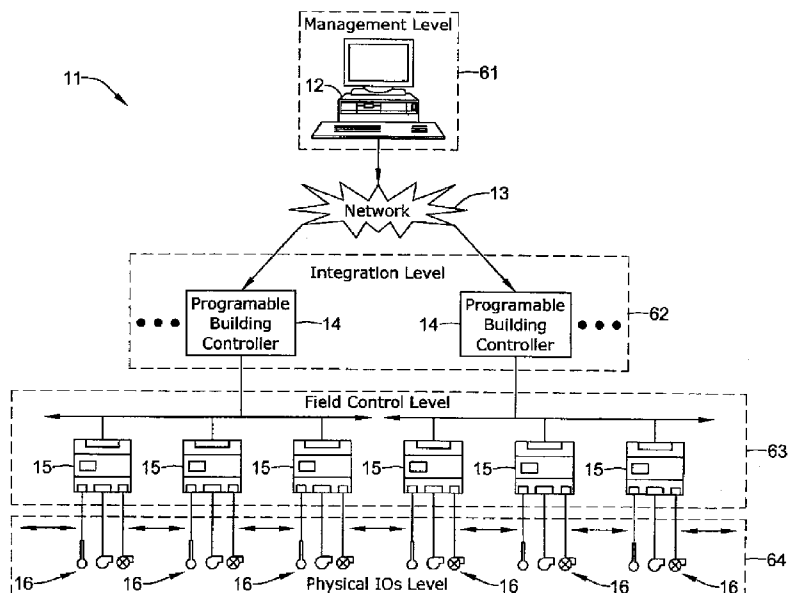 Management Level
61
11
12
13
Network
Integration Level
Programable
Building
Controller
14
14
Programable
Building
Controller
62
Field Control Level
15
15
15
15
15
15
63
64
16
16
16
Physical IOs Level
16
16
16